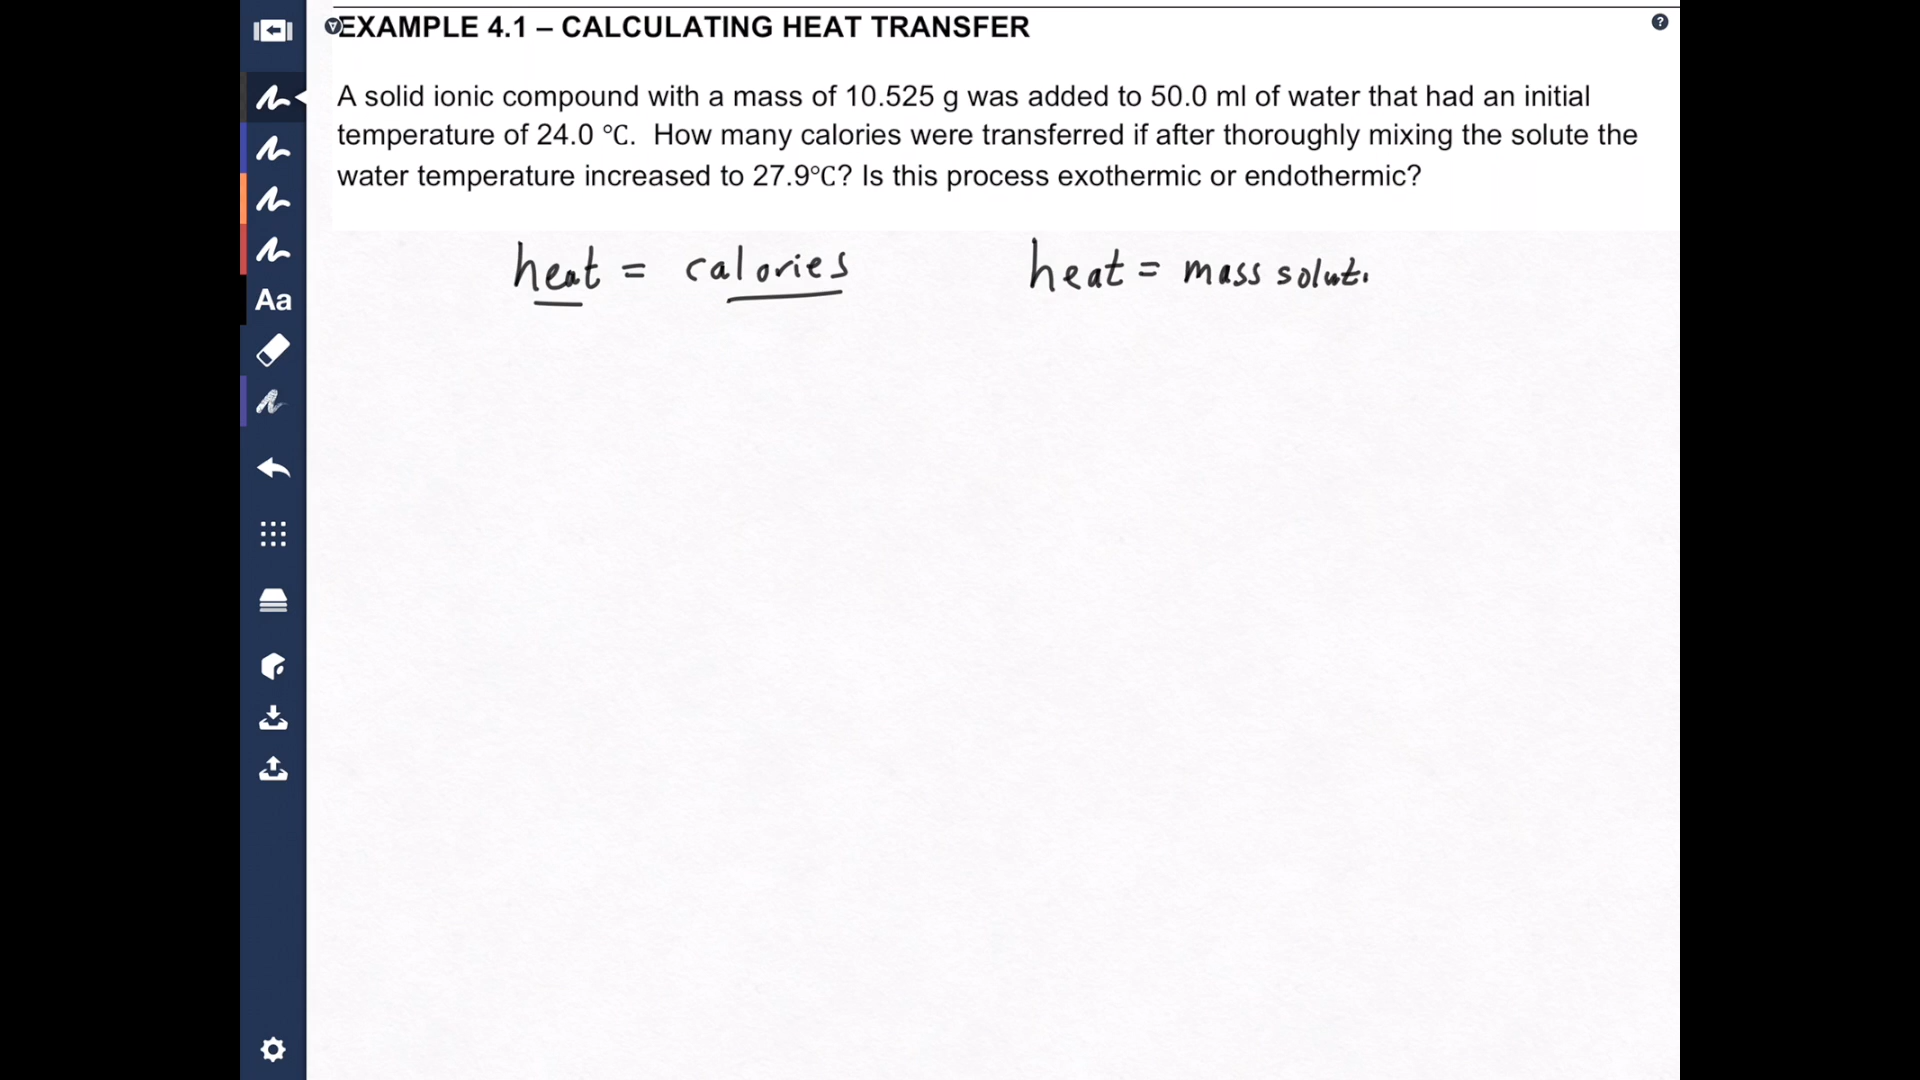 EXAMPLE 4.1 – CALCULATING HEAT TRANSFER
A solid ionic compound with a mass of 10.525 g was added to 50.0 ml of water that had an initial
temperature of 24.0 °C. How many calories were transferred if after thoroughly mixing the solute the
water temperature increased to 27.9°C? Is this process exothermic or endothermic?
heat = calories heat = mass solut.
Aa